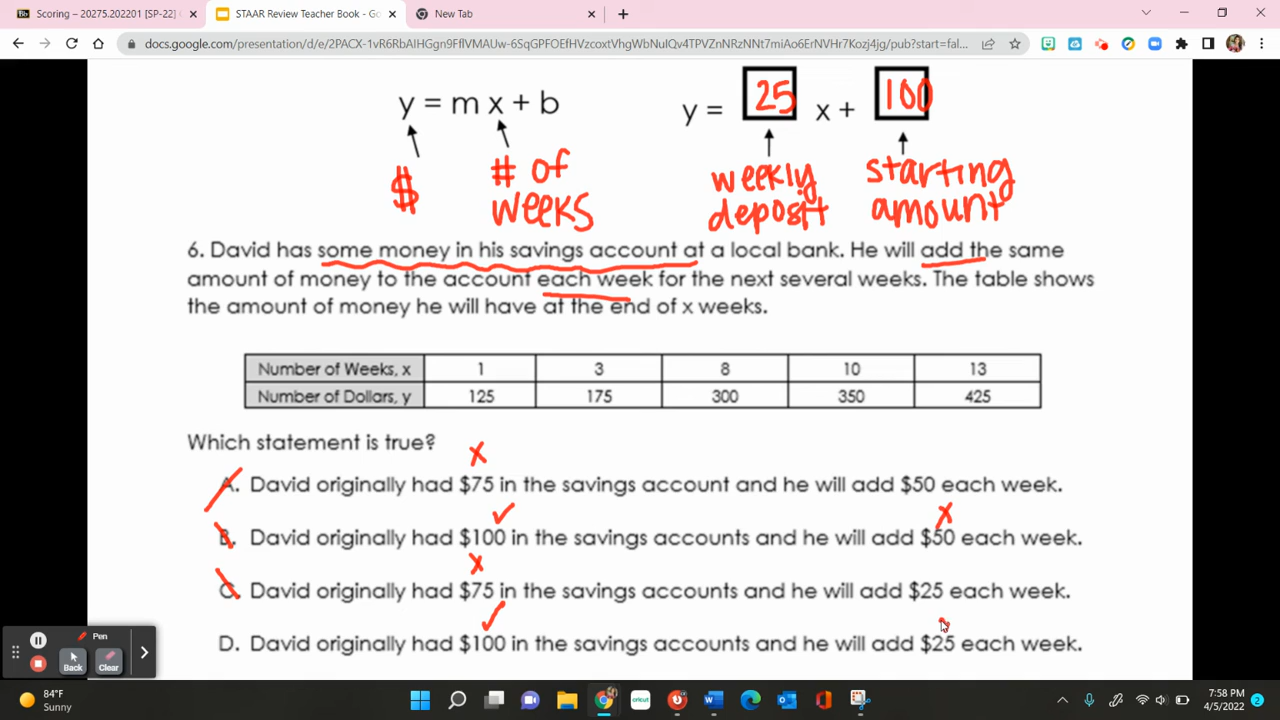 Scoring – 20275.202201 [SP-22]
STAAR Review Teacher Book - Go
New Tab
docs.google.com/presentation/d/e/2PACX-1vR6RbAIHGgn9EflVMAUw-6SqGPFOEfHVzcoxtVhgWbNuIQv4TPVZnNRzNNt7miAo6ErNVHr7Kozj4jg/pub?start=fal...
y = m x + b
y = 25 x + 100
$
# of weeks
weekly deposit
starting amount
6. David has some money in his savings account at a local bank. He will add the same
amount of money to the account each week for the next several weeks. The table shows
the amount of money he will have at the end of x weeks.
Number of Weeks, x 1 3 8 10 13
Number of Dollars, y 125 175 300 350 425
Which statement is true?
A. David originally had $75 in the savings account and he will add $50 each week.
B. David originally had $100 in the savings accounts and he will add $50 each week.
C. David originally had $75 in the savings accounts and he will add $25 each week.
D. David originally had $100 in the savings accounts and he will add $25 each week.
Pen
Back
Clear
84°F
Sunny
cricut
7:58 PM
4/5/2022
2